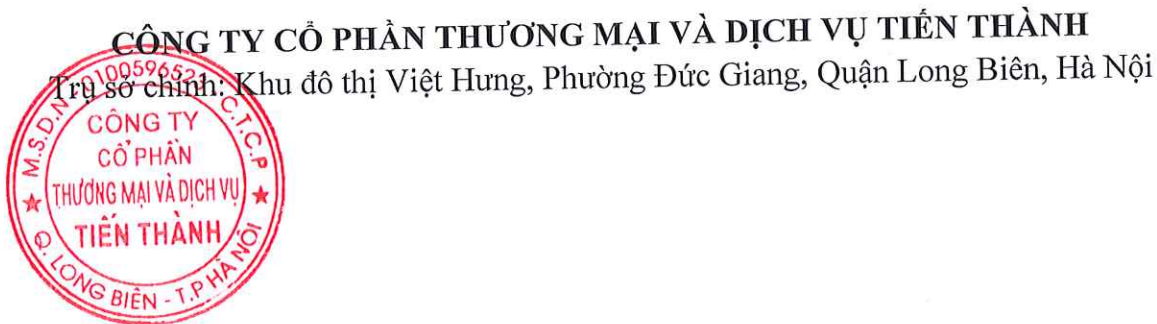 CÔNG TY CỔ PHẦN THƯƠNG MẠI VÀ DỊCH VỤ TIẾN THÀNH
Trụ sở chính: Khu đô thị Việt Hưng, Phường Đức Giang, Quận Long Biên, Hà Nội
M.S.D.N 0100596521 C.T.C.P
CÔNG TY
CỔ PHẦN
THƯƠNG MẠI VÀ DỊCH VỤ
TIẾN THÀNH
Q. LONG BIÊN - T.P HÀ NỘI